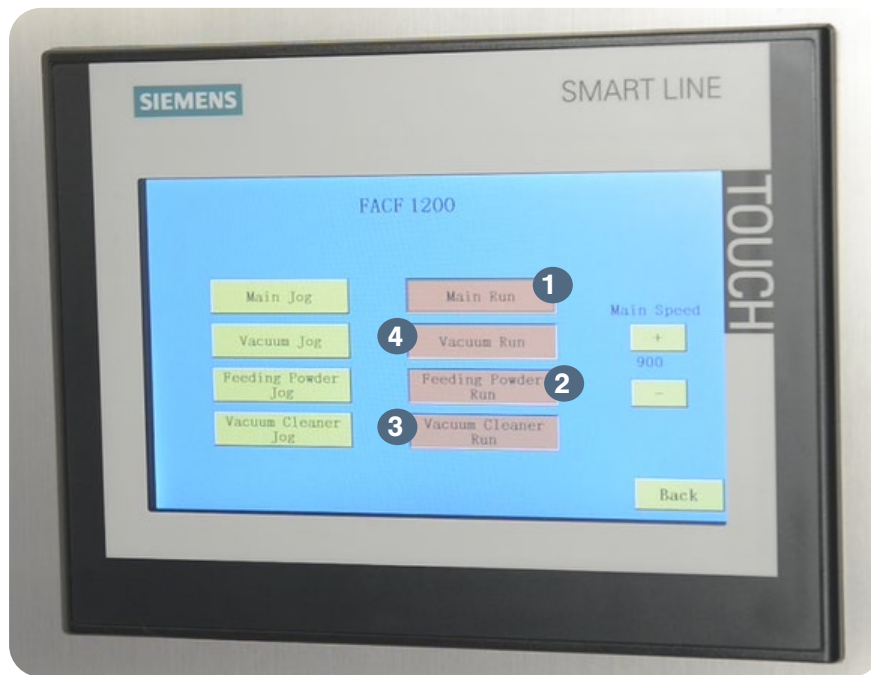 SIEMENS
SMART LINE
TOUCH
FACF 1200
Main Jog
Main Run
1
Main Speed
Vacuum Jog
4
Vacuum Run
+
900
Feeding Powder
Jog
Feeding Powder
Run
2
-
Vacuum Cleaner
Jog
3
Vacuum Cleaner
Run
Back